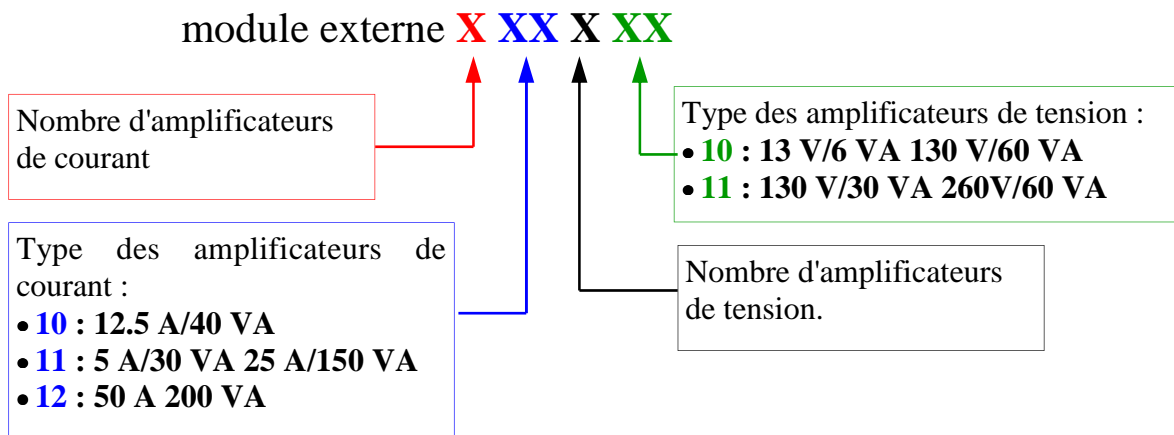 module externe X XX X XX
Nombre d'amplificateurs
de courant
Type des amplificateurs de tension :
• 10 : 13 V/6 VA 130 V/60 VA
• 11 : 130 V/30 VA 260V/60 VA
Type des amplificateurs de
courant :
• 10 : 12.5 A/40 VA
• 11 : 5 A/30 VA 25 A/150 VA
• 12 : 50 A 200 VA
Nombre d'amplificateurs
de tension.